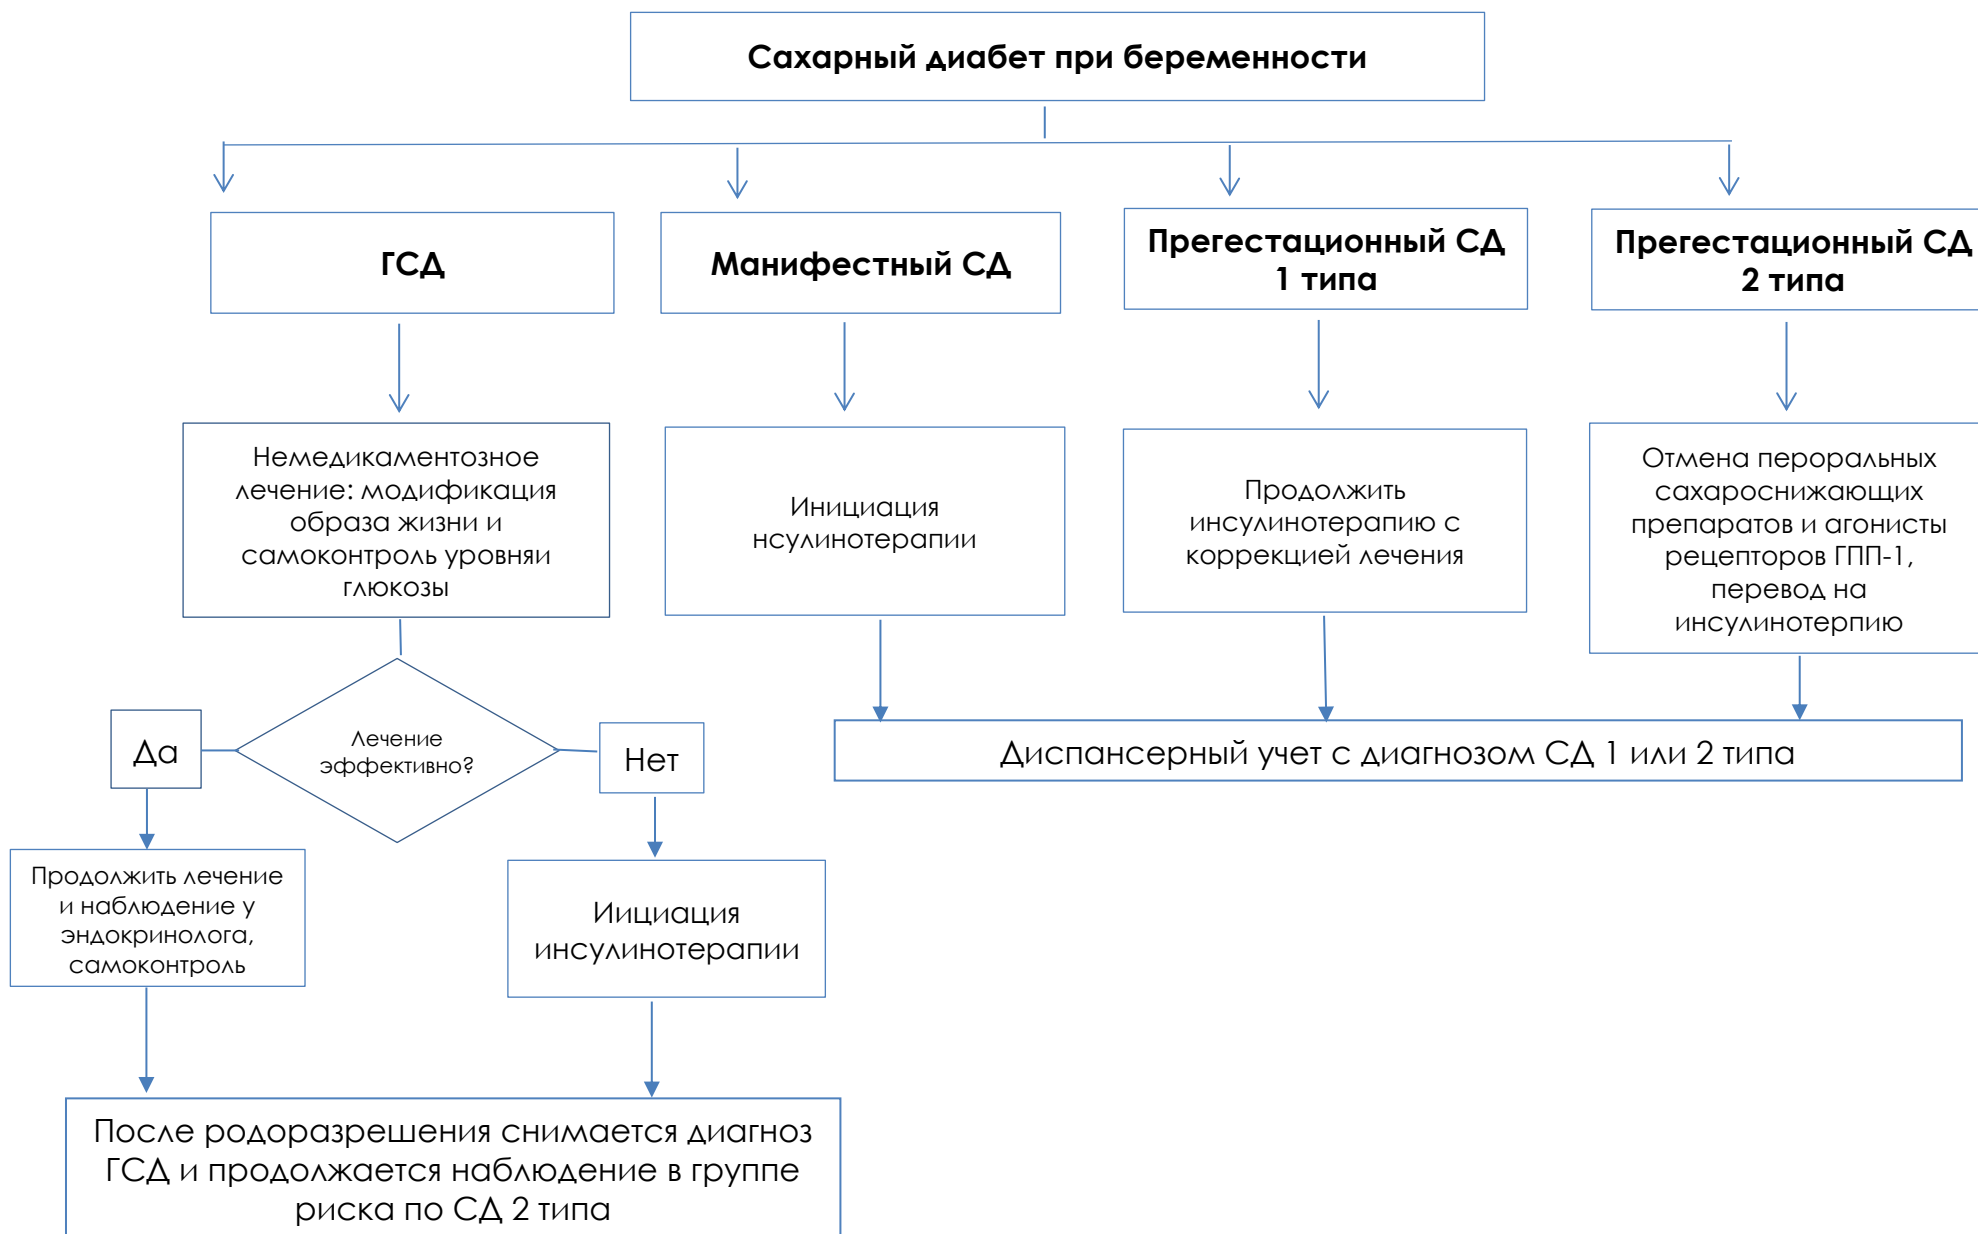 Сахарный диабет при беременности
ГСД
Манифестный СД
Прегестационный СД
1 типа
Прегестационный СД
2 типа
Немедикаментозное
лечение: модификация
образа жизни и
самоконтроль уровняи
глюкозы
Инициация
нсулинотерапии
Продолжить
инсулинотерапию с
коррекцией лечения
Отмена пероральных
сахароснижающих
препаратов и агонисты
рецепторов ГПП-1,
перевод на
инсулинотерпию
Да
Лечение
эффективно?
Нет
Диспансерный учет с диагнозом СД 1 или 2 типа
Продолжить лечение
и наблюдение у
эндокринолога,
самоконтроль
Иициация
инсулинотерапии
После родоразрешения снимается диагноз
ГСД и продолжается наблюдение в группе
риска по СД 2 типа